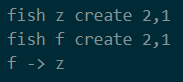 fish z create 2,1
fish f create 2,1
f -> z